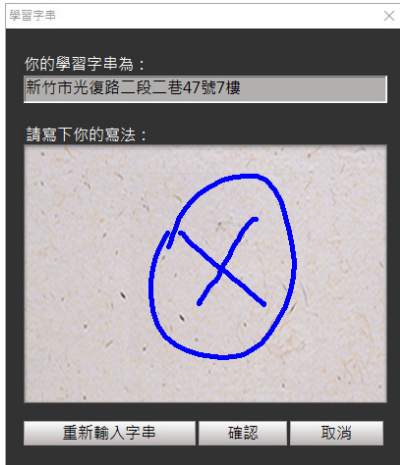 學習字串
你的學習字串為：
新竹市光復路二段二巷47號7樓
請寫下你的寫法：
重新輸入字串 確認 取消